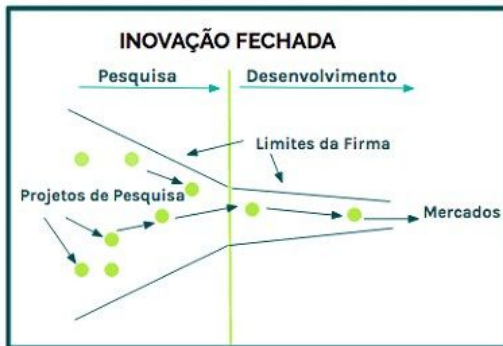 INOVAÇÃO FECHADA
Pesquisa
Desenvolvimento
Limites da Firma
Projetos de Pesquisa
Mercados